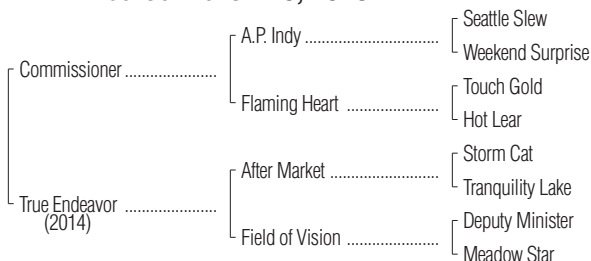 Seattle Slew
A.P. Indy ..........................................
Weekend Surprise
Commissioner ......................
Touch Gold
Flaming Heart ............................
Hot Lear
Storm Cat
After Market .................................
Tranquility Lake
True Endeavor ......................
(2014)
Deputy Minister
Field of Vision ............................
Meadow Star